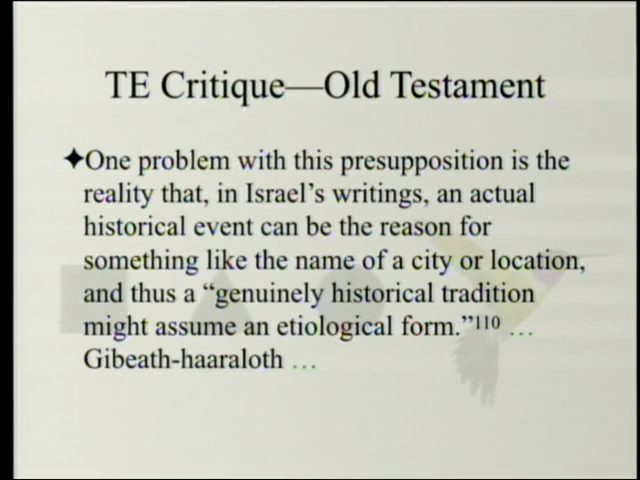 TE Critique—Old Testament
✦One problem with this presupposition is the
reality that, in Israel’s writings, an actual
historical event can be the reason for
something like the name of a city or location,
and thus a “genuinely historical tradition
might assume an etiological form.”¹¹⁰ …
Gibeath-haaraloth …